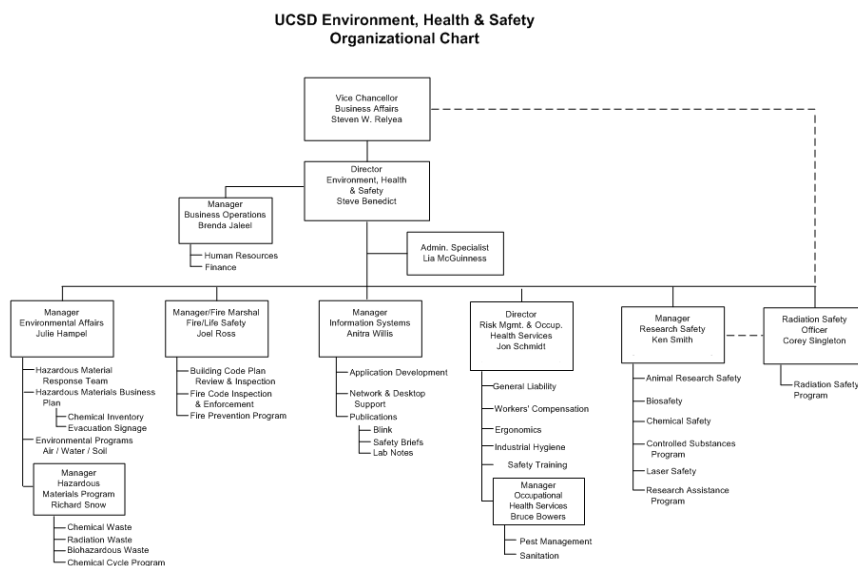 UCSD Environment, Health & Safety
Organizational Chart
Vice Chancellor
Business Affairs
Steven W. Relyea
Director
Environment, Health
& Safety
Steve Benedict
Manager
Business Operations
Brenda Jaleel
Human Resources
Finance
Admin. Specialist
Lia McGuinness
Manager
Environmental Affairs
Julie Hampel
Hazardous Material
Response Team
Hazardous Materials Business
Plan
Chemical Inventory
Evacuation Signage
Environmental Programs
Air / Water / Soil
Manager
Hazardous
Materials Program
Richard Snow
Chemical Waste
Radiation Waste
Biohazardous Waste
Chemical Cycle Program
Manager/Fire Marshal
Fire/Life Safety
Joel Ross
Building Code Plan
Review & Inspection
Fire Code Inspection
& Enforcement
Fire Prevention Program
Manager
Information Systems
Anitra Willis
Application Development
Network & Desktop
Support
Publications
Blink
Safety Briefs
Lab Notes
Director
Risk Mgmt. & Occup.
Health Services
Jon Schmidt
General Liability
Workers' Compensation
Ergonomics
Industrial Hygiene
Safety Training
Manager
Occupational
Health Services
Bruce Bowers
Pest Management
Sanitation
Manager
Research Safety
Ken Smith
Animal Research Safety
Biosafety
Chemical Safety
Controlled Substances
Program
Laser Safety
Research Assistance
Program
Radiation Safety
Officer
Corey Singleton
Radiation Safety
Program